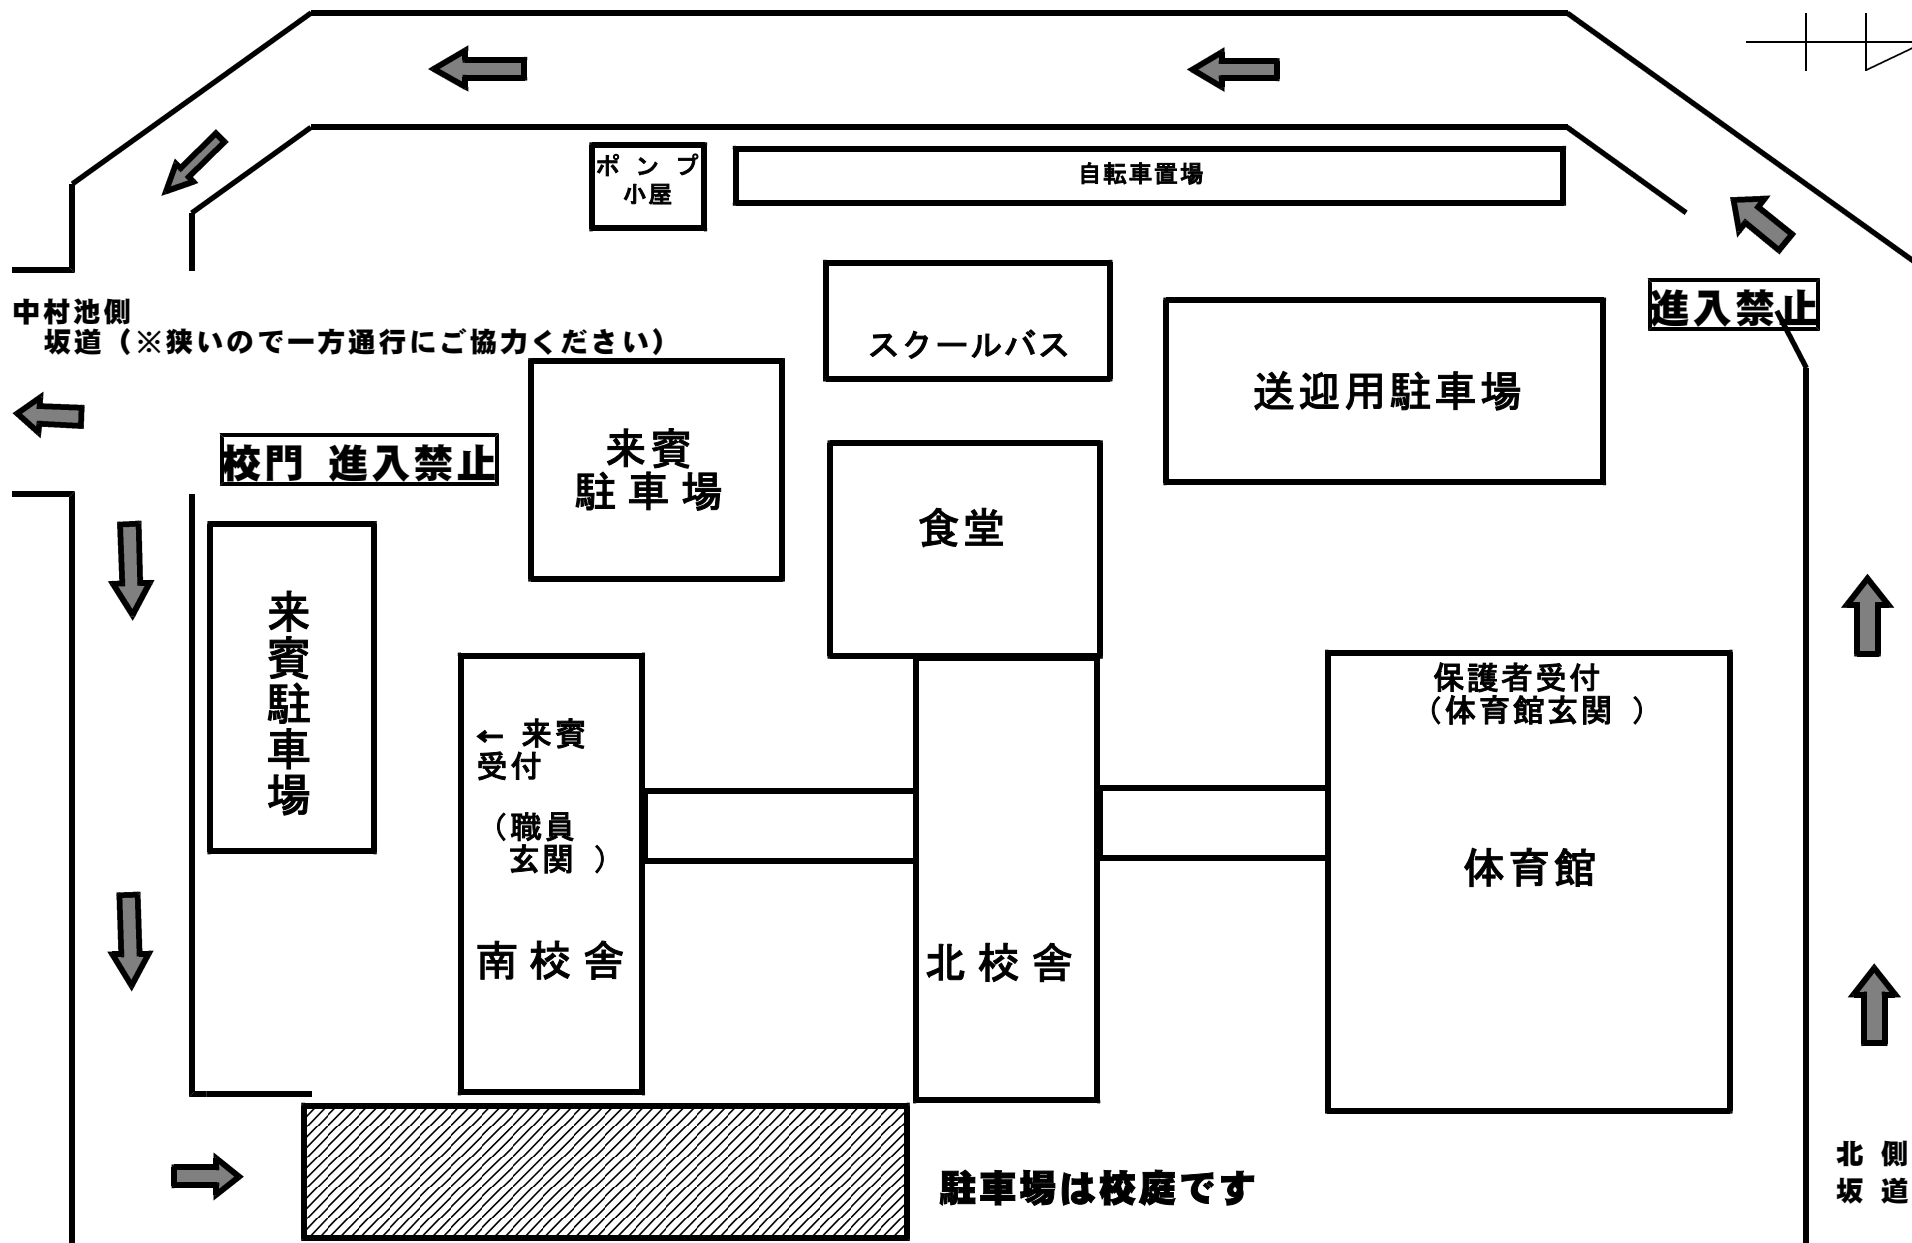 ポ ン プ
小屋
自転車置場
中村池側
坂道（※狭いので一方通行にご協力ください）
スクールバス
進入禁止
送迎用駐車場
校門 進入禁止
来賓
駐 車 場
食堂
来賓駐車場
← 来賓
受付
（職員
玄関 ）
南 校 舎
北 校 舎
保護者受付
（体育館玄関 ）
体育館
駐車場は校庭です
北 側
坂 道